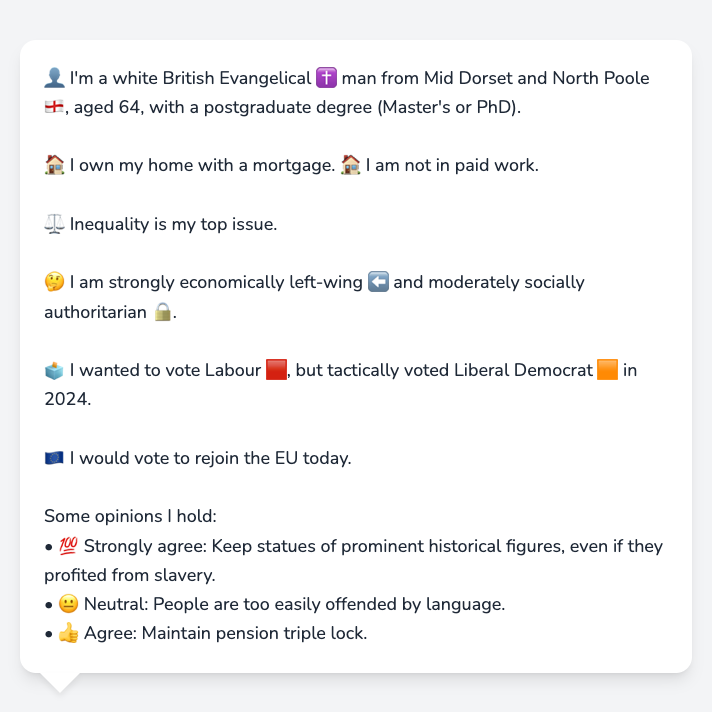 👤 I'm a white British Evangelical ✝️ man from Mid Dorset and North Poole
🏴󠁧󠁢󠁥󠁮󠁧󠁿, aged 64, with a postgraduate degree (Master's or PhD).
🏠 I own my home with a mortgage. 🏠 I am not in paid work.
⚖️ Inequality is my top issue.
🤔 I am strongly economically left-wing ⬅️ and moderately socially
authoritarian 🔒.
🗳️ I wanted to vote Labour 🟥, but tactically voted Liberal Democrat 🟧 in
2024.
🇪🇺 I would vote to rejoin the EU today.
Some opinions I hold:
• 💯 Strongly agree: Keep statues of prominent historical figures, even if they
profited from slavery.
• 😐 Neutral: People are too easily offended by language.
• 👍 Agree: Maintain pension triple lock.